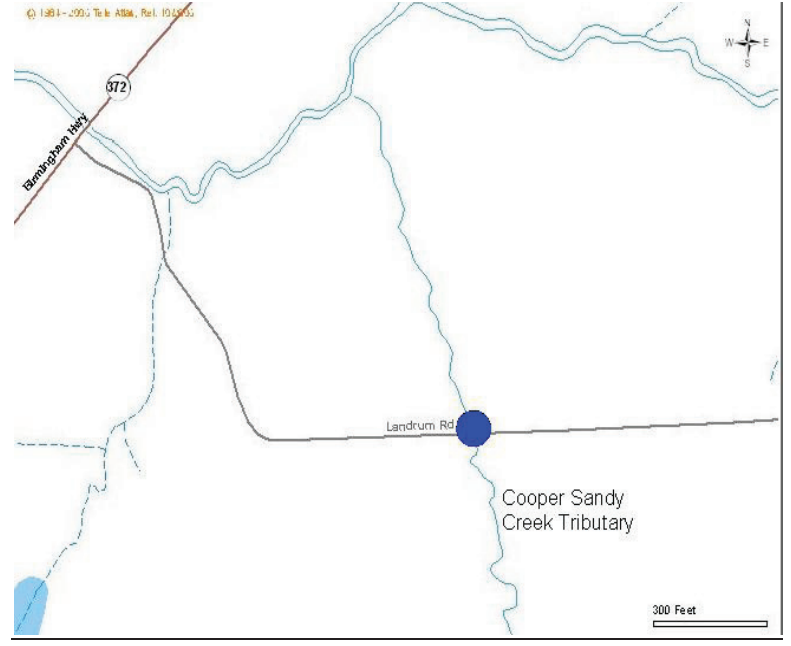 N
W E
S
372
Birmingham Hwy
Landrum Rd
Cooper Sandy
Creek Tributary
300 Feet